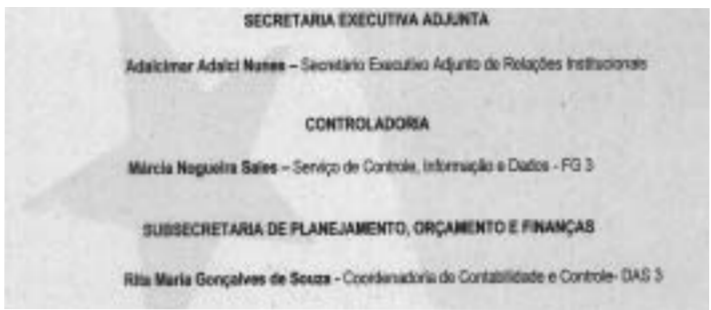 SECRETARIA EXECUTIVA ADJUNTA
Adalcimer Adalci Nunes – Secretário Executivo Adjunto de Relações Institucionais
CONTROLADORIA
Márcia Nogueira Sales – Serviço de Controle, Informação e Dados - FG 3
SUBSECRETARIA DE PLANEJAMENTO, ORÇAMENTO E FINANÇAS
Rita Maria Gonçalves de Souza - Coordenadoria de Contabilidade e Controle- DAS 3